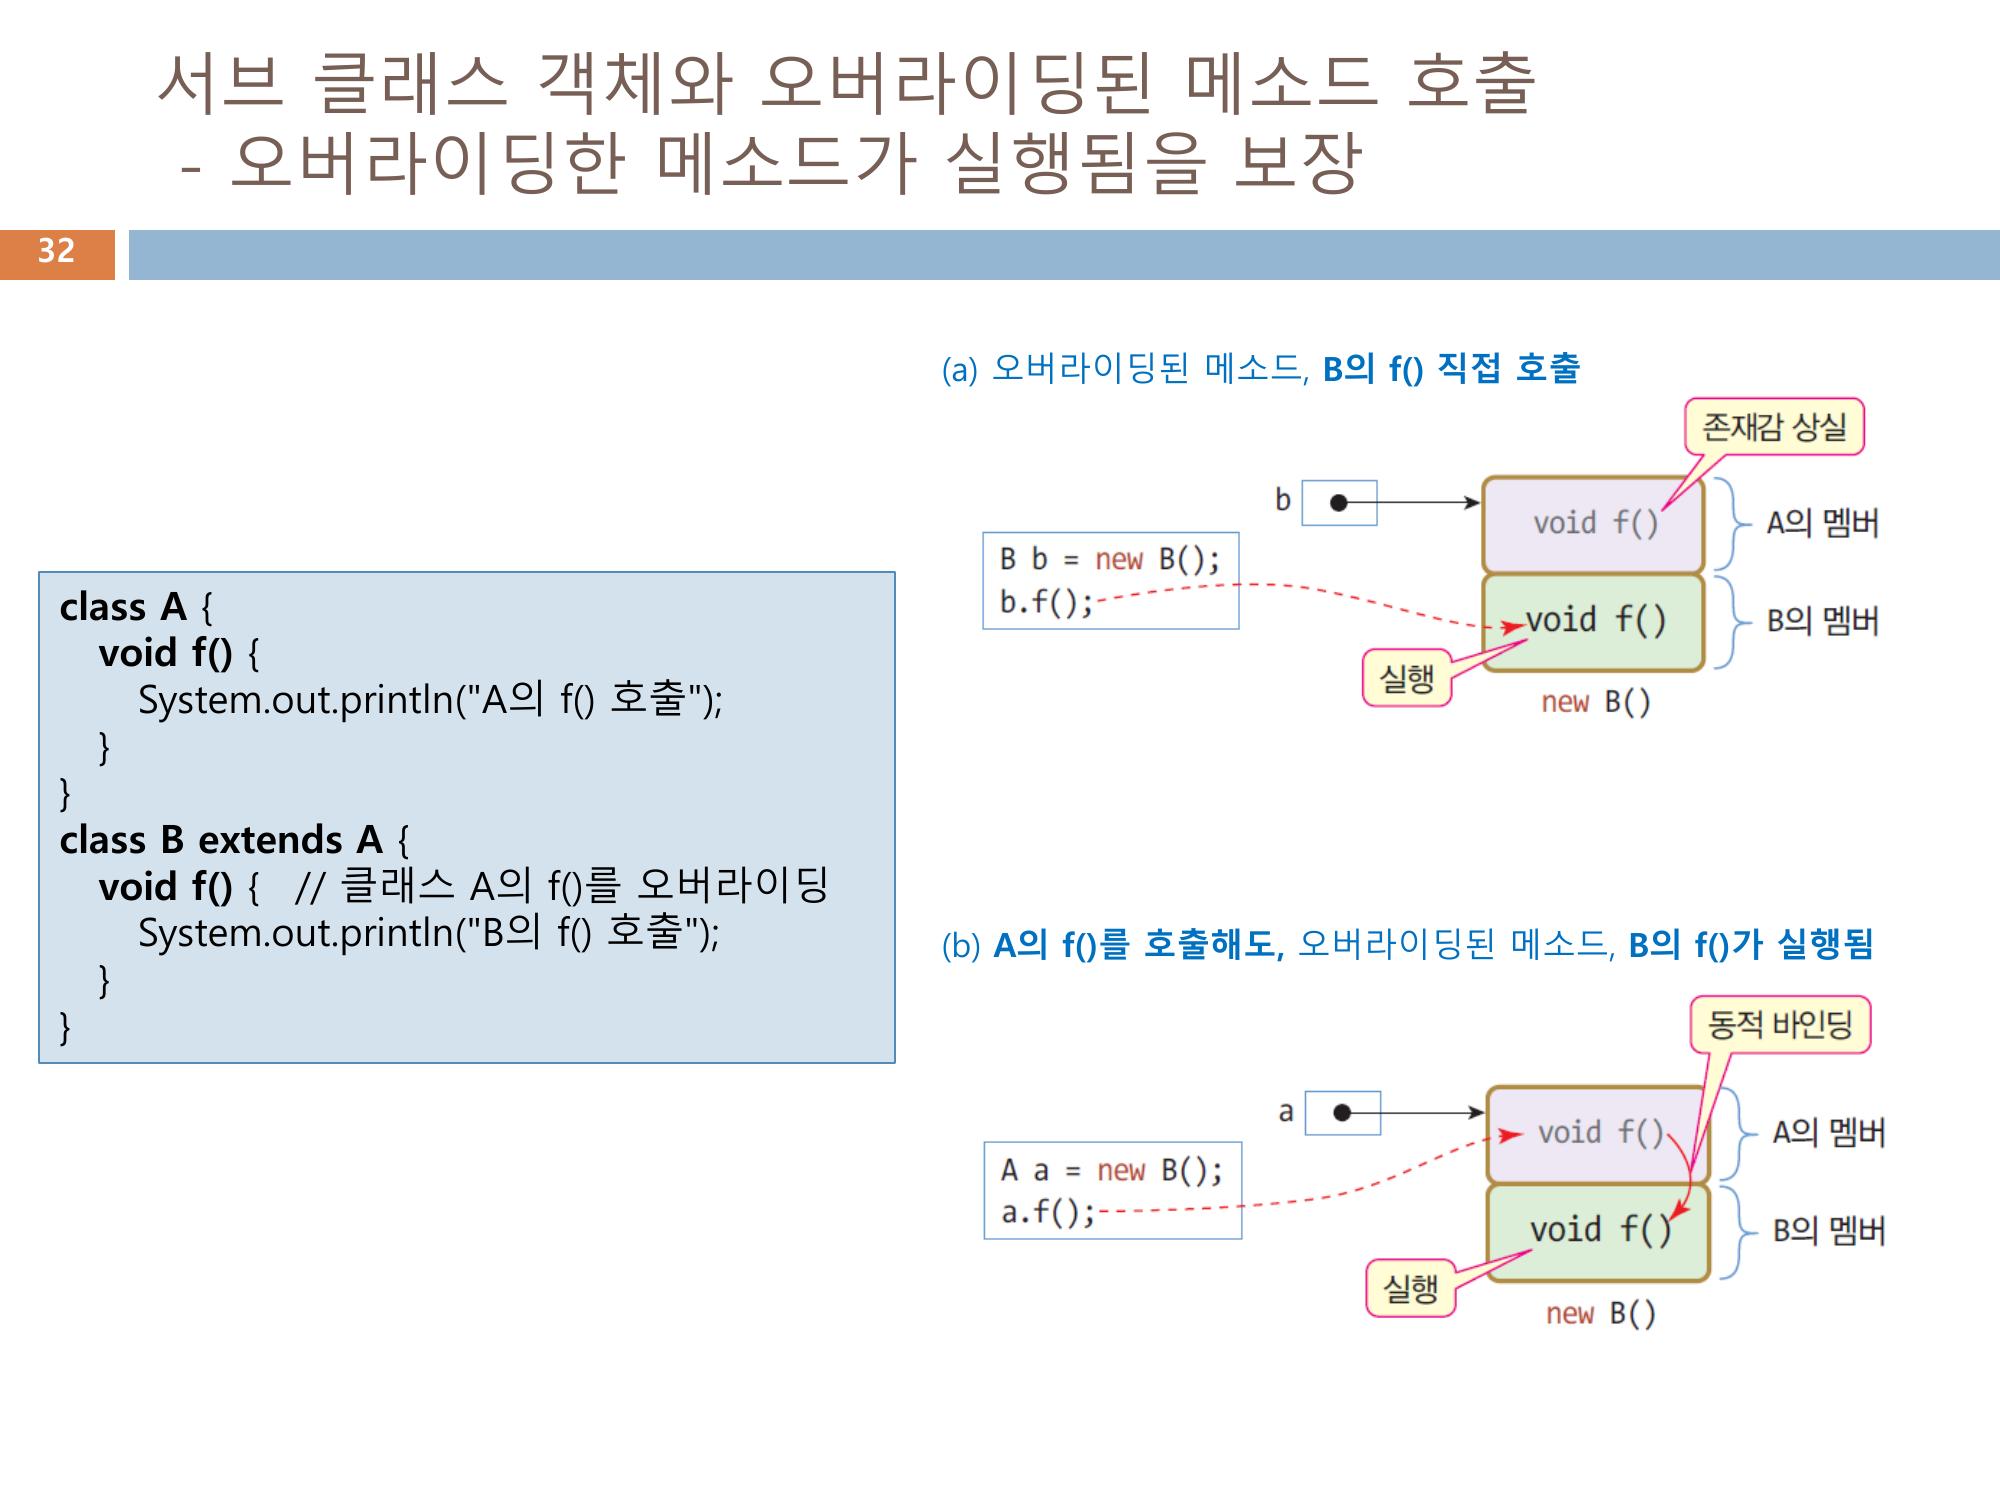 서브 클래스 객체와 오버라이딩된 메소드 호출
- 오버라이딩한 메소드가 실행됨을 보장
32
class A {
void f() {
System.out.println("A의 f() 호출");
}
}
class B extends A {
void f() { // 클래스 A의 f()를 오버라이딩
System.out.println("B의 f() 호출");
}
}
(a) 오버라이딩된 메소드, B의 f() 직접 호출
존재감 상실
b
void f()
A의 멤버
B b = new B();
b.f();
void f()
B의 멤버
실행
new B()
(b) A의 f()를 호출해도, 오버라이딩된 메소드, B의 f()가 실행됨
동적 바인딩
a
void f()
A의 멤버
A a = new B();
a.f();
void f()
B의 멤버
실행
new B()